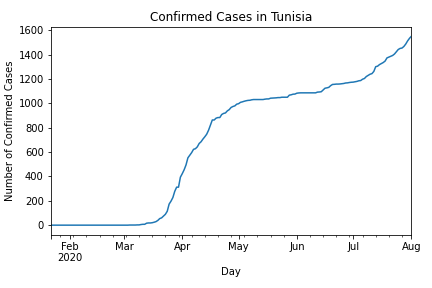 Confirmed Cases in Tunisia
Number of Confirmed Cases
1600
1400
1200
1000
800
600
400
200
0
Feb Mar Apr May Jun Jul Aug
2020
Day